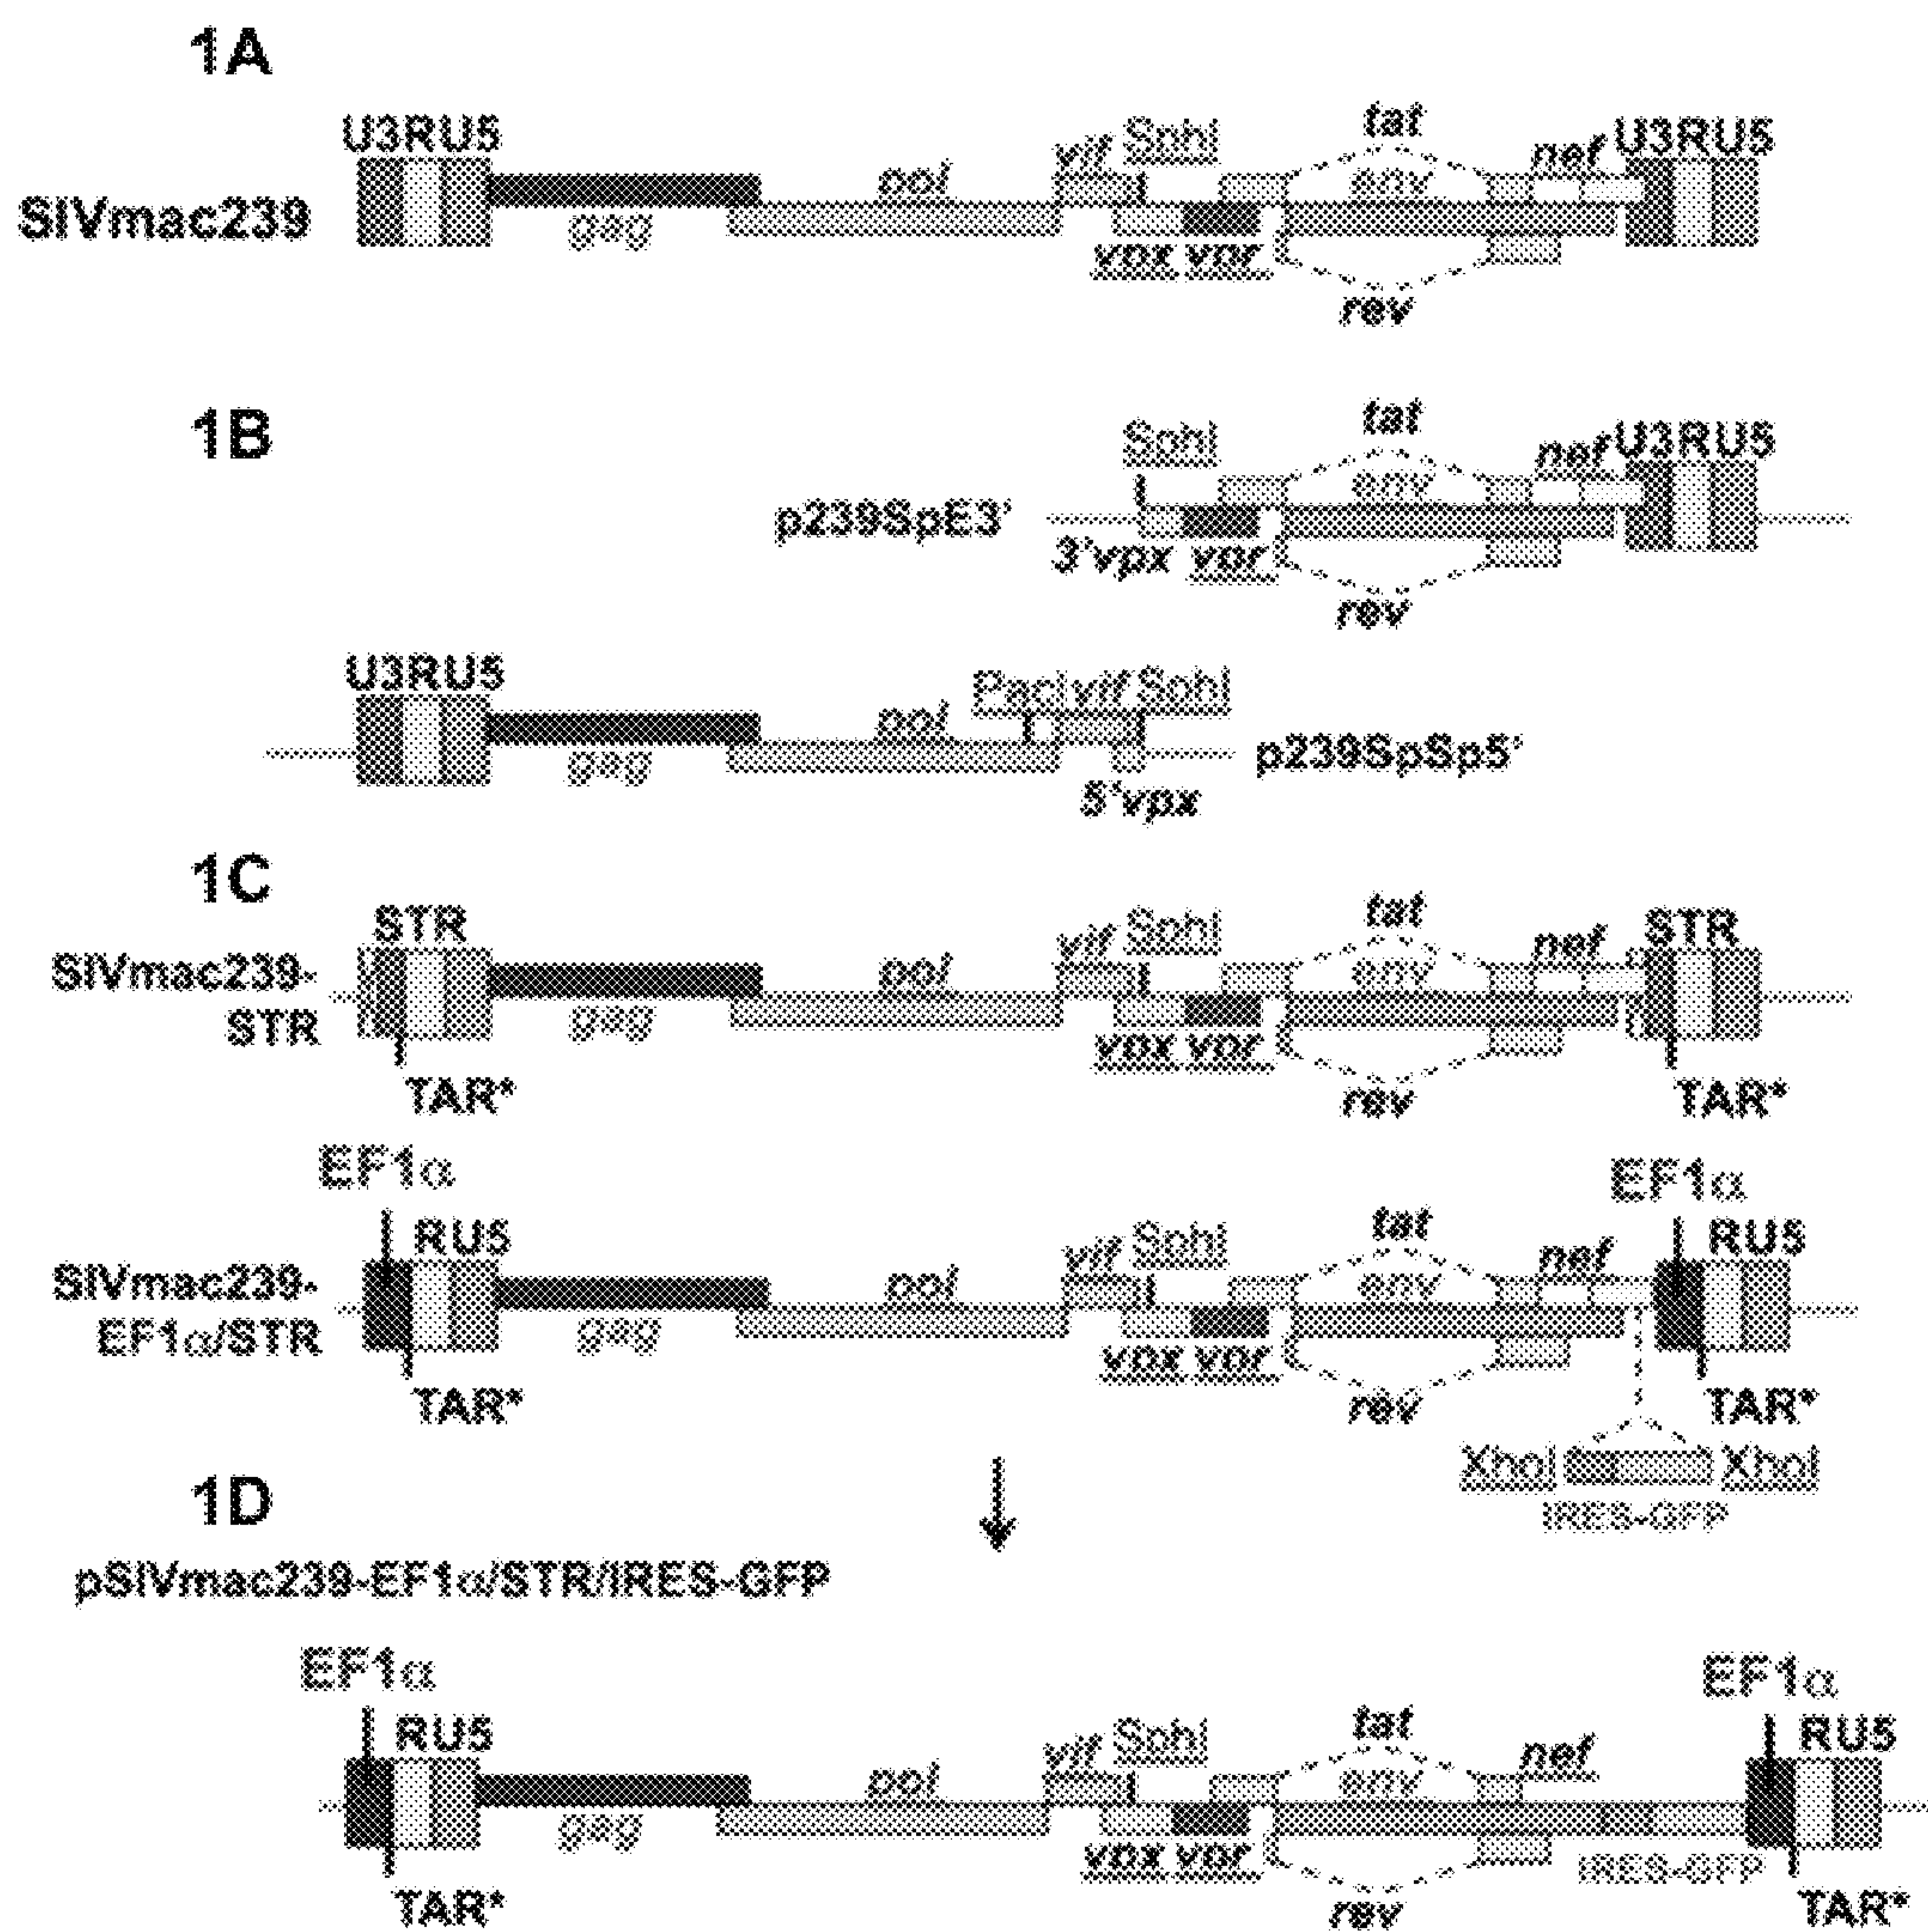 1A
U3RU5 pol vif SphI tat env nef U3RU5
SIVmac239
gag vpx vpr rev
1B
SphI tat env nef U3RU5
p239SpE3'
3'vpx vpr rev
U3RU5 pol PacI vif SphI
gag p239SpSp5'
5'vpx
1C
STR pol vif SphI tat env nef STR
SIVmac239-
STR
gag vpx vpr rev
TAR* TAR*
EF1α EF1α
RU5 pol vif SphI tat env nef RU5
SIVmac239-
EF1α/STR
gag vpx vpr rev
TAR* TAR*
XhoI XhoI
IRES-GFP
1D
pSIVmac239-EF1α/STR/IRES-GFP
EF1α EF1α
RU5 pol vif SphI tat env nef RU5
gag vpx vpr rev IRES-GFP
TAR* TAR*